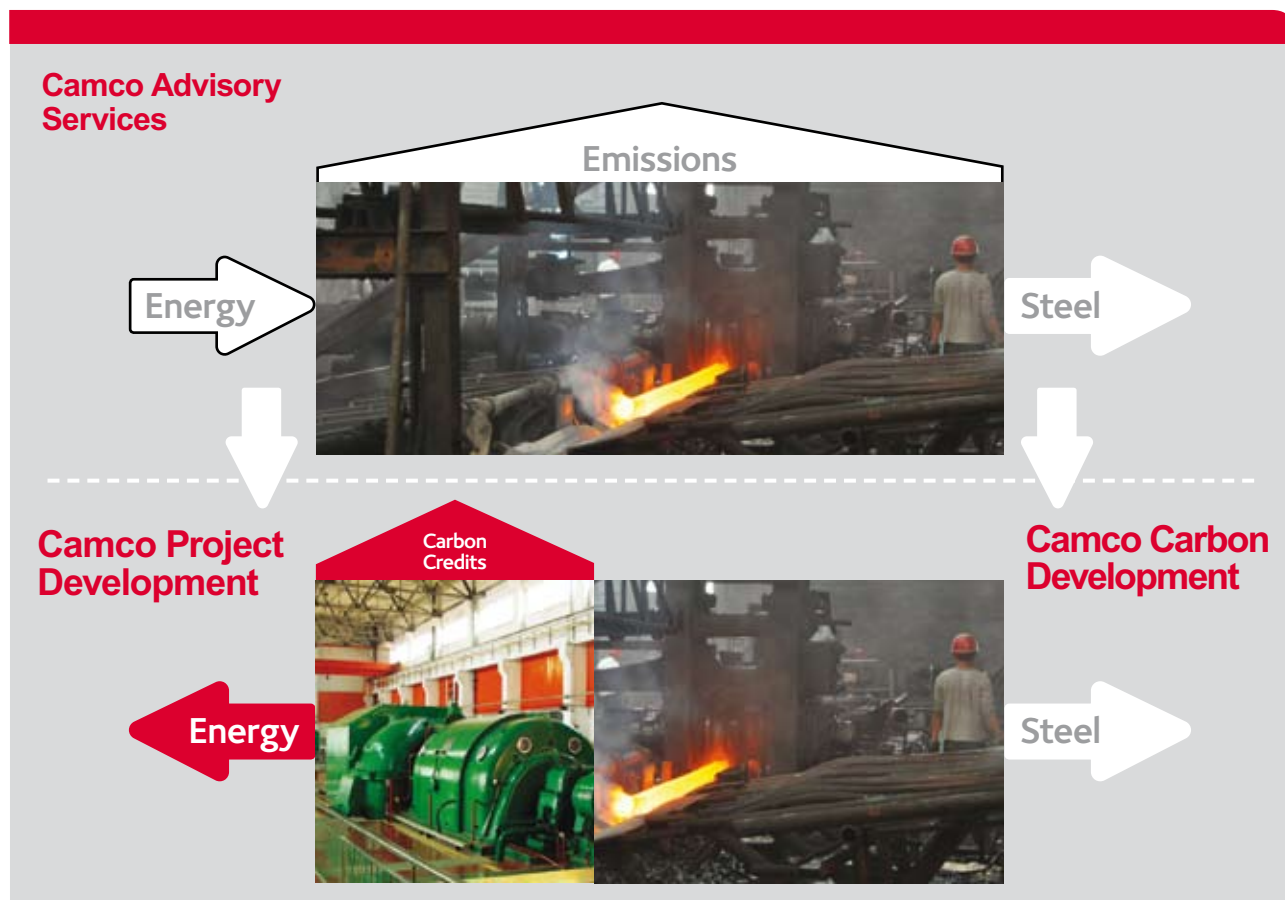 Camco Advisory
Services
Emissions
Energy
Steel
Camco Project
Development
Carbon
Credits
Camco Carbon
Development
Energy
Steel